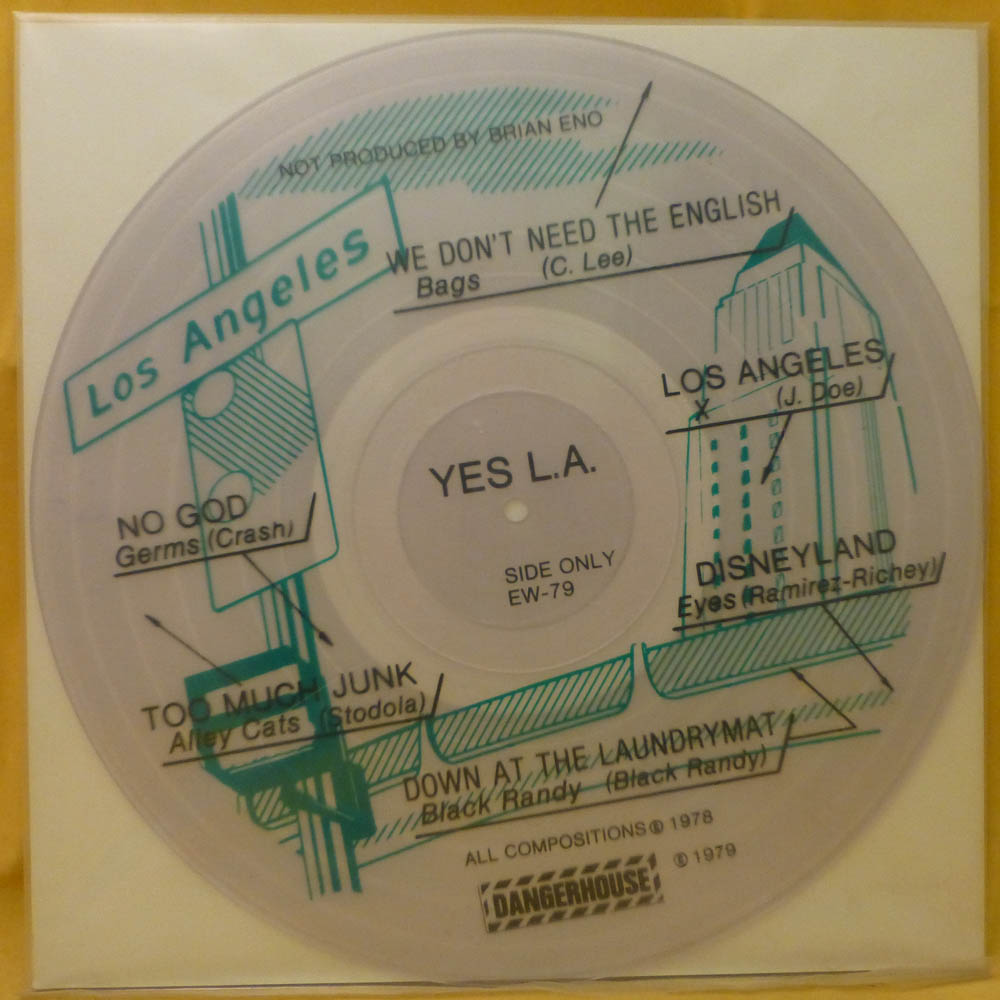 NOT PRODUCED BY BRIAN ENO
WE DON'T NEED THE ENGLISH
Bags (C. Lee)
Los Angeles
LOS ANGELES
X (J. Doe)
YES L.A.
NO GOD
Germs (Crash)
SIDE ONLY
EW-79
DISNEYLAND
Eyes (Ramirez-Richey)
TOO MUCH JUNK
Alley Cats (Stodola)
DOWN AT THE LAUNDRYMAT
Black Randy (Black Randy)
ALL COMPOSITIONS ℗ 1978
℗ 1979
DANGERHOUSE